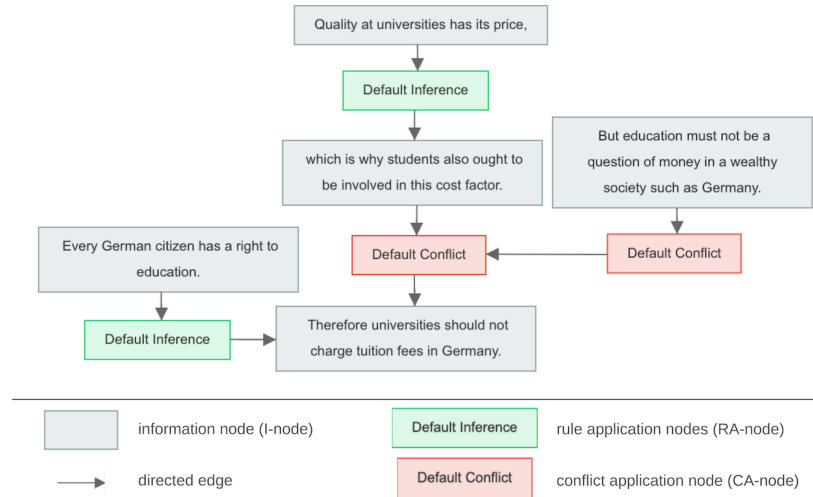 Quality at universities has its price,
Default Inference
which is why students also ought to
be involved in this cost factor.
But education must not be a
question of money in a wealthy
society such as Germany.
Every German citizen has a right to
education.
Default Conflict
Default Conflict
Default Inference
Therefore universities should not
charge tuition fees in Germany.
information node (I-node)
Default Inference
rule application nodes (RA-node)
directed edge
Default Conflict
conflict application node (CA-node)